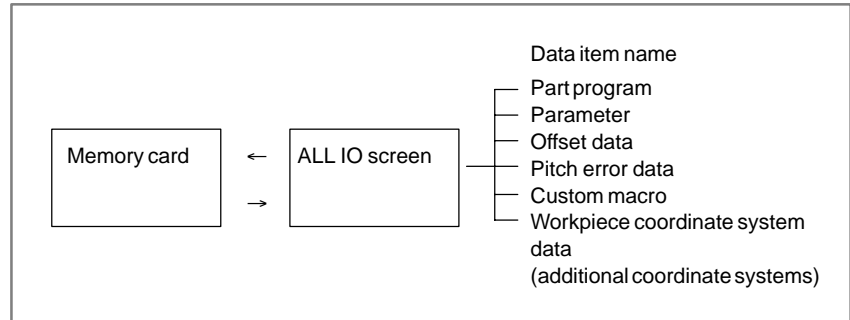 Data item name
Part program
Parameter
Memory card ← ALL IO screen Offset data
→ Pitch error data
Custom macro
Workpiece coordinate system
data
(additional coordinate systems)